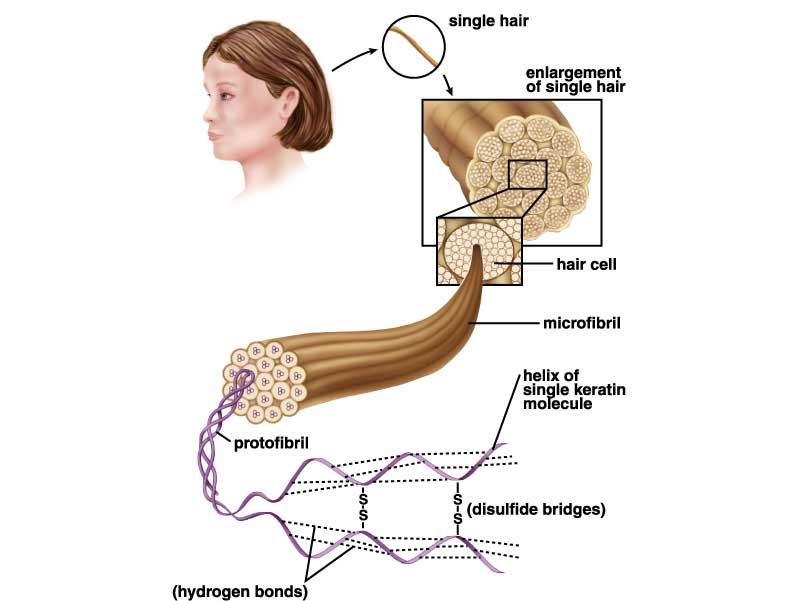 single hair
enlargement
of single hair
hair cell
microfibril
helix of
single keratin
molecule
protofibril
S
S
S
S
(disulfide bridges)
(hydrogen bonds)